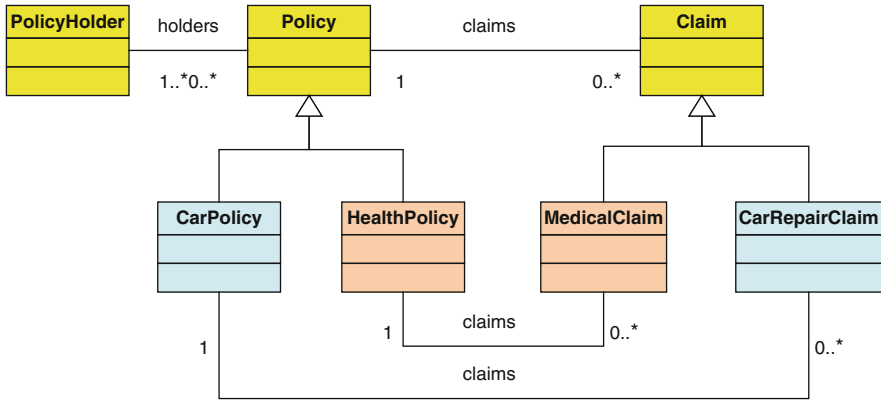 PolicyHolder holders Policy claims Claim
1..*0..* 1 0..*
CarPolicy HealthPolicy MedicalClaim CarRepairClaim
1 claims 0..*
1 0..*
claims